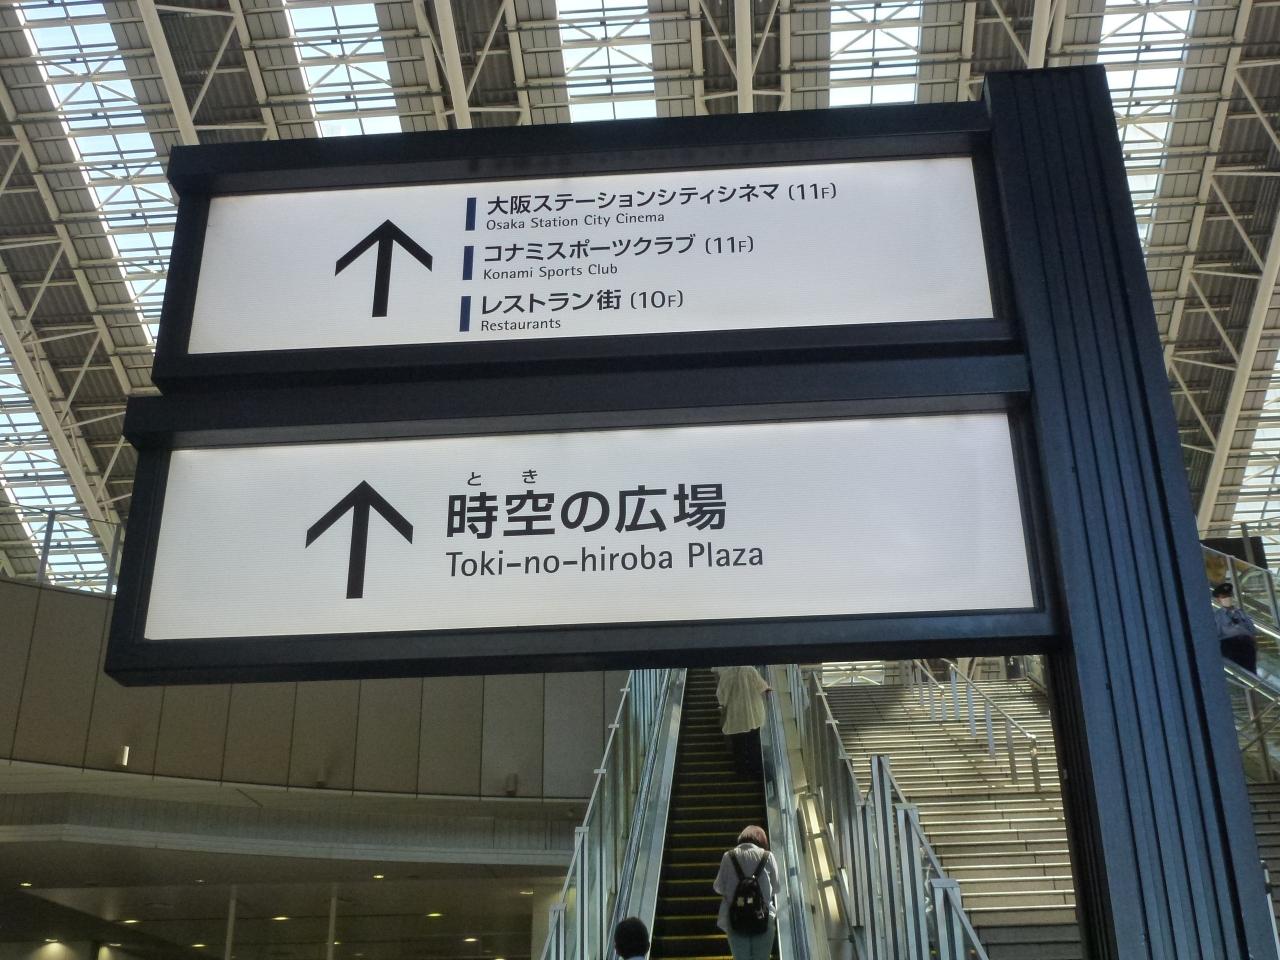 大阪ステーションシティシネマ (11F)
Osaka Station City Cinema
コナミスポーツクラブ (11F)
Konami Sports Club
レストラン街 (10F)
Restaurants
とき
時空の広場
Toki-no-hiroba Plaza